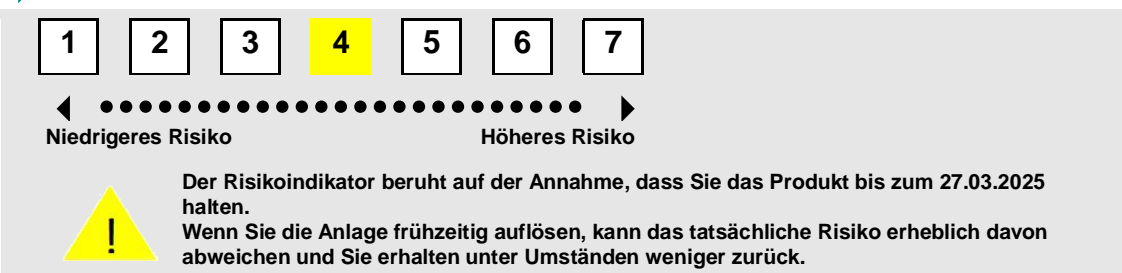 1 2 3 4 5 6 7
Niedrigeres Risiko Höheres Risiko
Der Risikoindikator beruht auf der Annahme, dass Sie das Produkt bis zum 27.03.2025
halten.
Wenn Sie die Anlage frühzeitig auflösen, kann das tatsächliche Risiko erheblich davon
abweichen und Sie erhalten unter Umständen weniger zurück.
!